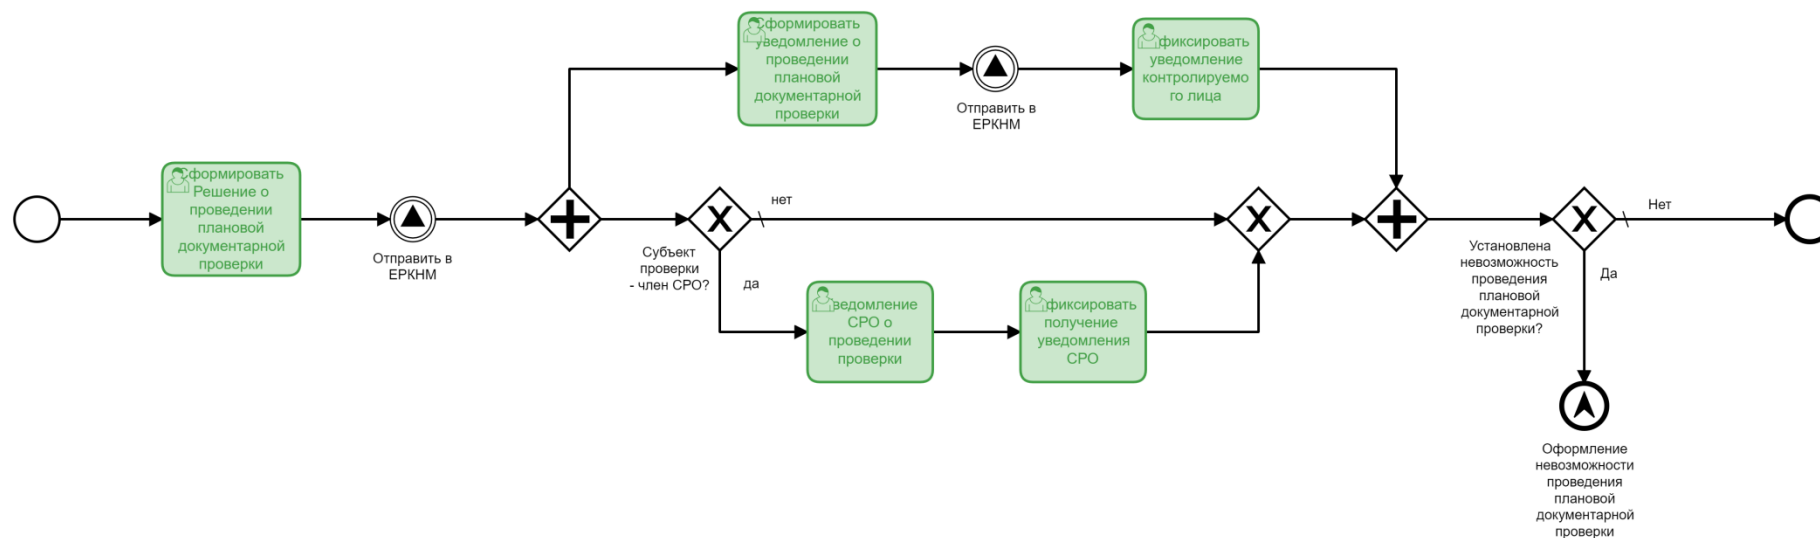 Сформировать
Решение о
проведении
плановой
документарной
проверки
Отправить в
ЕРКНМ
Сформировать
уведомление о
проведении
плановой
документарной
проверки
Отправить в
ЕРКНМ
фиксировать
уведомление
контролируемо
го лица
Субъект
проверки
- член СРО?
нет
да
ведомление
СРО о
проведении
проверки
фиксировать
получение
уведомления
СРО
Установлена
невозможность
проведения
плановой
документарной
проверки?
Нет
Да
Оформление
невозможности
проведения
плановой
документарной
проверки